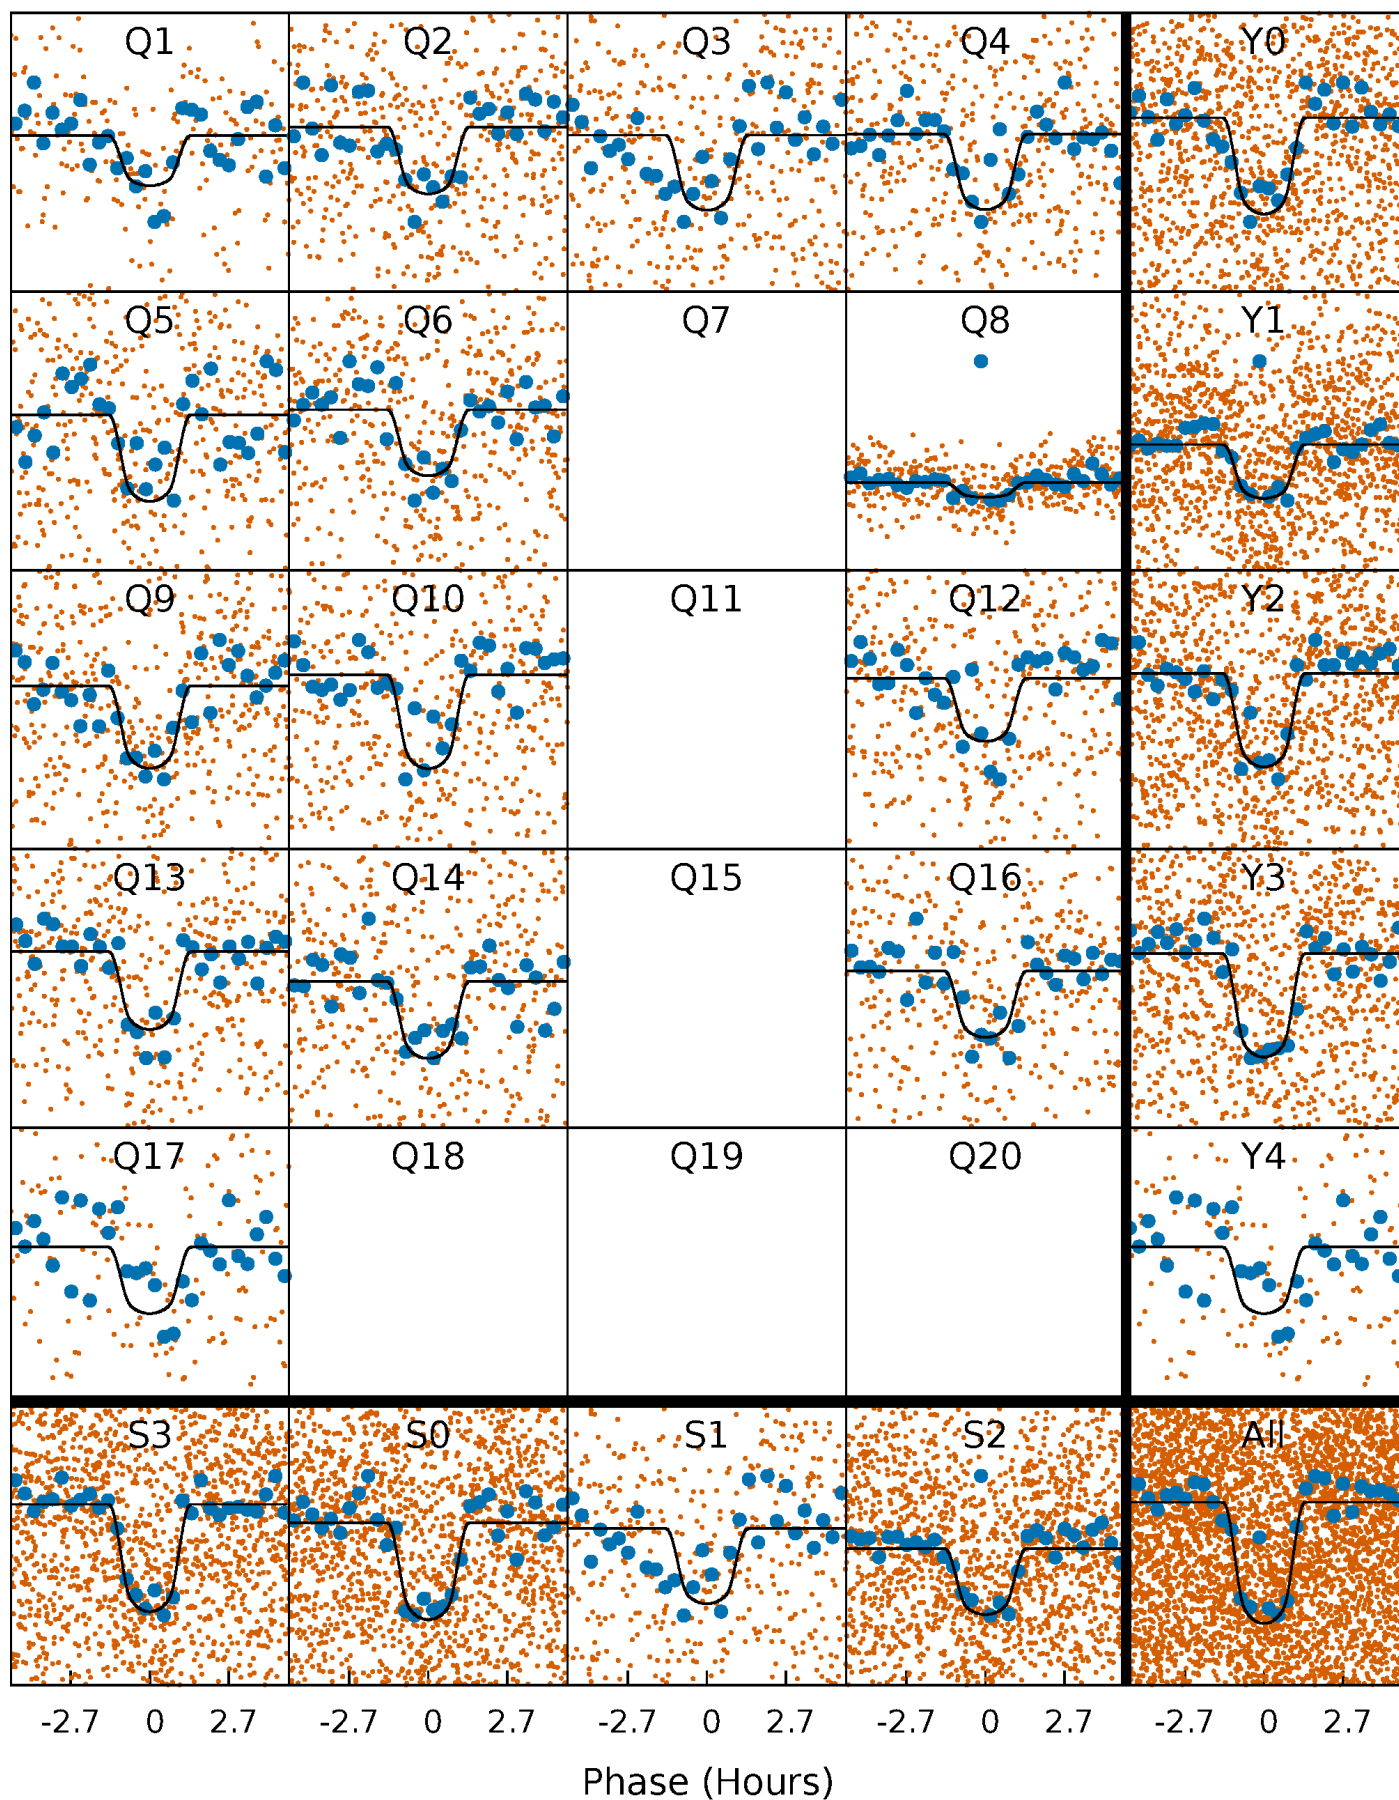 Q1 Q2 Q3 Q4 Y0
Q5 Q6 Q7 Q8 Y1
Q9 Q10 Q11 Q12 Y2
Q13 Q14 Q15 Q16 Y3
Q17 Q18 Q19 Q20 Y4
S3 S0 S1 S2 All
-2.7 0 2.7 -2.7 0 2.7 -2.7 0 2.7 -2.7 0 2.7 -2.7 0 2.7
Phase (Hours)